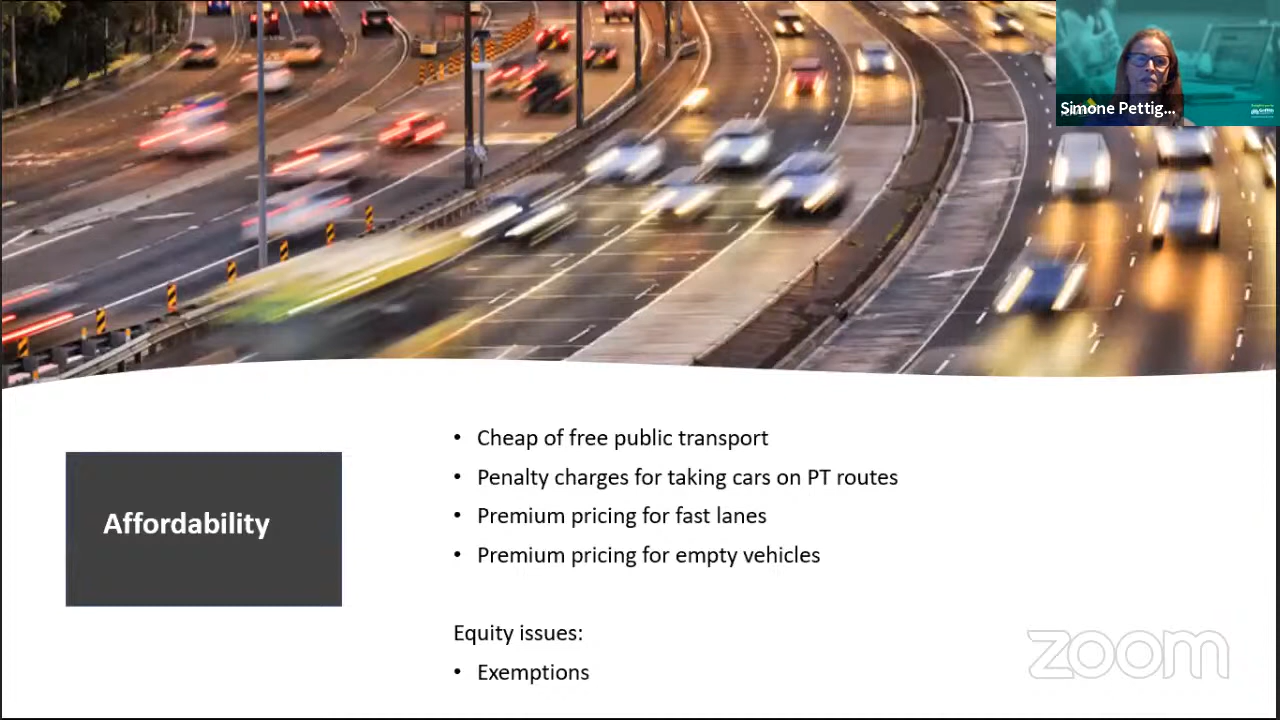 Simone Pettig...
Affordability
• Cheap of free public transport
• Penalty charges for taking cars on PT routes
• Premium pricing for fast lanes
• Premium pricing for empty vehicles
Equity issues:
• Exemptions
zoom